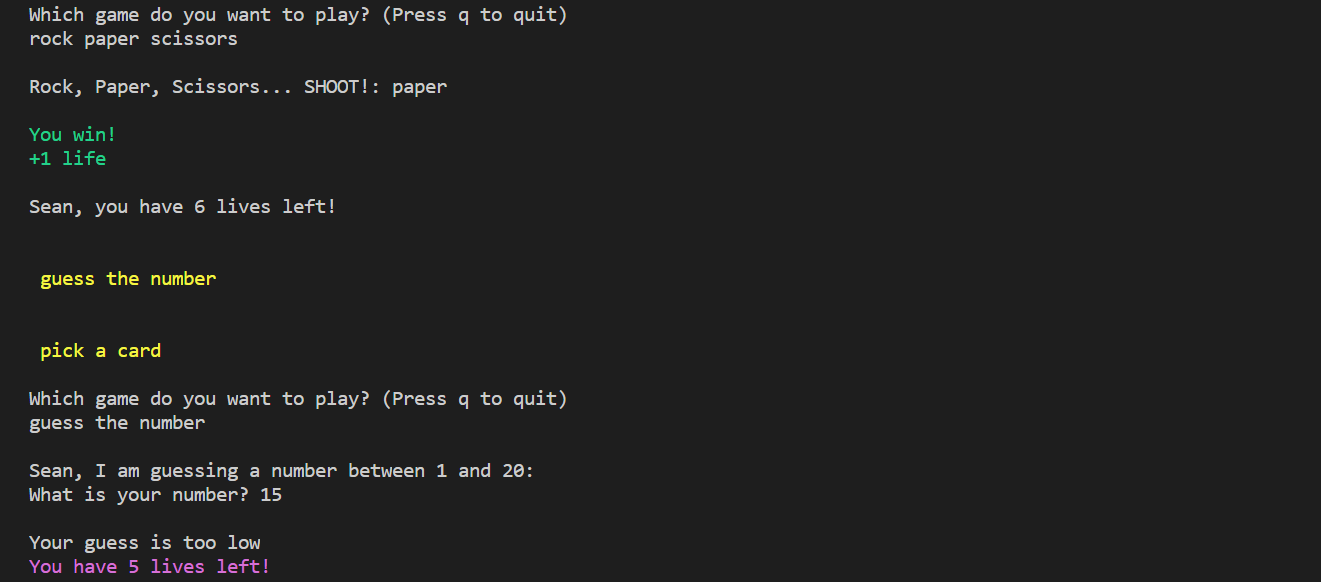 Which game do you want to play? (Press q to quit)
rock paper scissors
Rock, Paper, Scissors... SHOOT!: paper
You win!
+1 life
Sean, you have 6 lives left!
guess the number
pick a card
Which game do you want to play? (Press q to quit)
guess the number
Sean, I am guessing a number between 1 and 20:
What is your number? 15
Your guess is too low
You have 5 lives left!